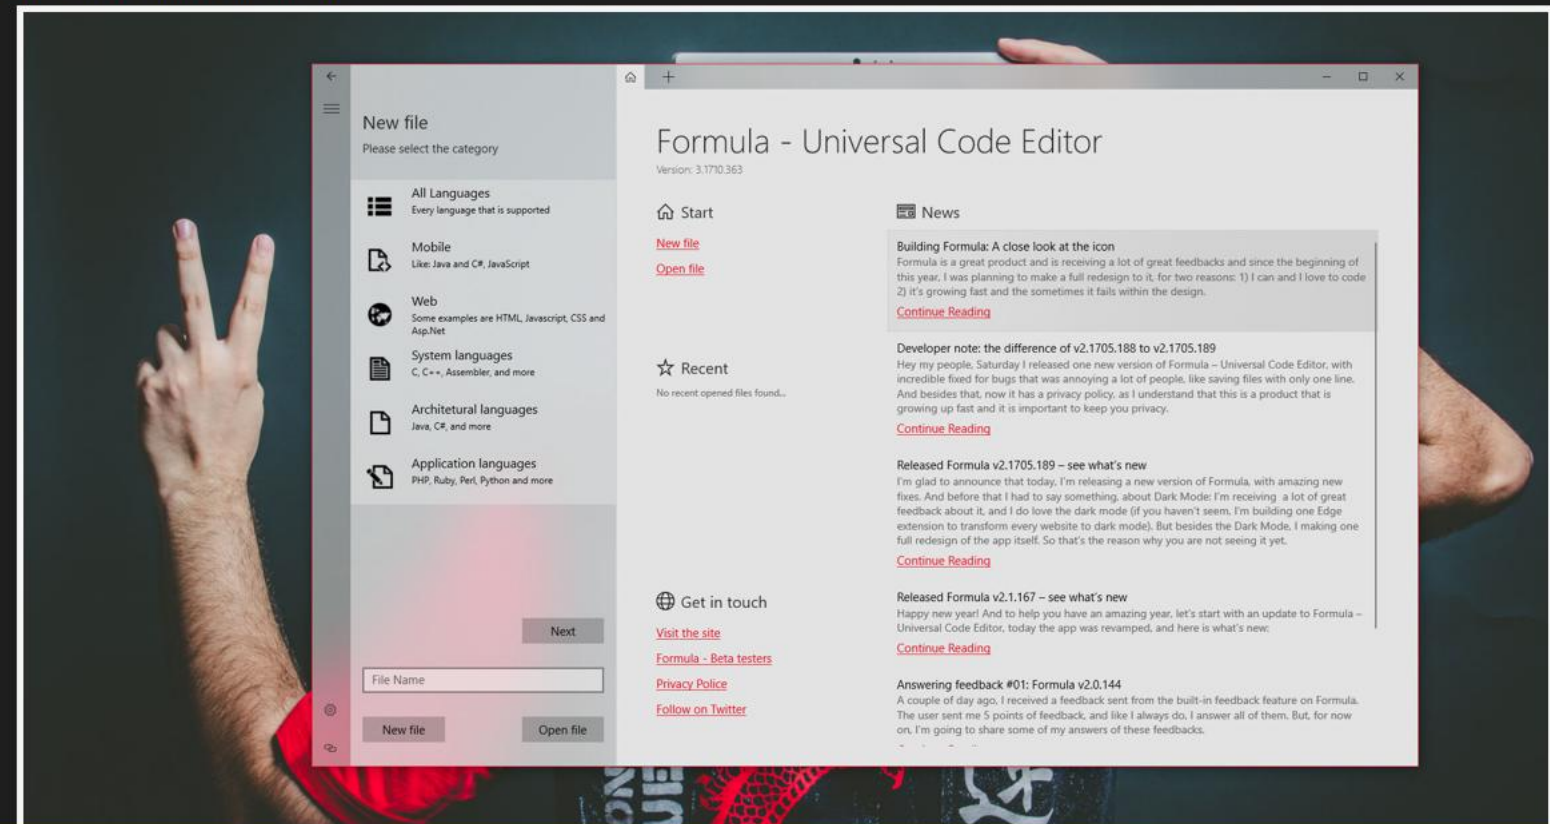 New file
Please select the category
All Languages
Every language that is supported
Mobile
Like: Java and C#, JavaScript
Web
Some examples are HTML, Javascript, CSS and
Asp.Net
System languages
C, C++, Assembler, and more
Architetural languages
Java, C#, and more
Application languages
PHP, Ruby, Perl, Python and more
Next
File Name
New file
Open file
Formula - Universal Code Editor
Version: 3.1710.363
Start
New file
Open file
Recent
No recent opened files found...
Get in touch
Visit the site
Formula - Beta testers
Privacy Police
Follow on Twitter
News
Building Formula: A close look at the icon
Formula is a great product and is receiving a lot of great feedbacks and since the beginning of
this year, I was planning to make a full redesign to it, for two reasons: 1) I can and I love to code
2) it's growing fast and the sometimes it fails within the design.
Continue Reading
Developer note: the difference of v2.1705.188 to v2.1705.189
Hey my people, Saturday I released one new version of Formula – Universal Code Editor, with
incredible fixed for bugs that was annoying a lot of people, like saving files with only one line.
And besides that, now it has a privacy policy, as I understand that this is a product that is
growing up fast and it is important to keep you privacy.
Continue Reading
Released Formula v2.1705.189 – see what's new
I'm glad to announce that today, I'm releasing a new version of Formula, with amazing new
fixes. And before that I had to say something, about Dark Mode: I'm receiving a lot of great
feedback about it, and I do love the dark mode (if you haven't seem, I'm building one Edge
extension to transform every website to dark mode). But besides the Dark Mode, I making one
full redesign of the app itself. So that's the reason why you are not seeing it yet.
Continue Reading
Released Formula v2.1.167 – see what's new
Happy new year! And to help you have an amazing year, let's start with an update to Formula –
Universal Code Editor, today the app was revamped, and here is what's new:
Continue Reading
Answering feedback #01: Formula v2.0.144
A couple of day ago, I received a feedback sent from the built-in feedback feature on Formula.
The user sent me 5 points of feedback, and like I always do, I answer all of them. But, for now
on, I'm going to share some of my answers of these feedbacks.